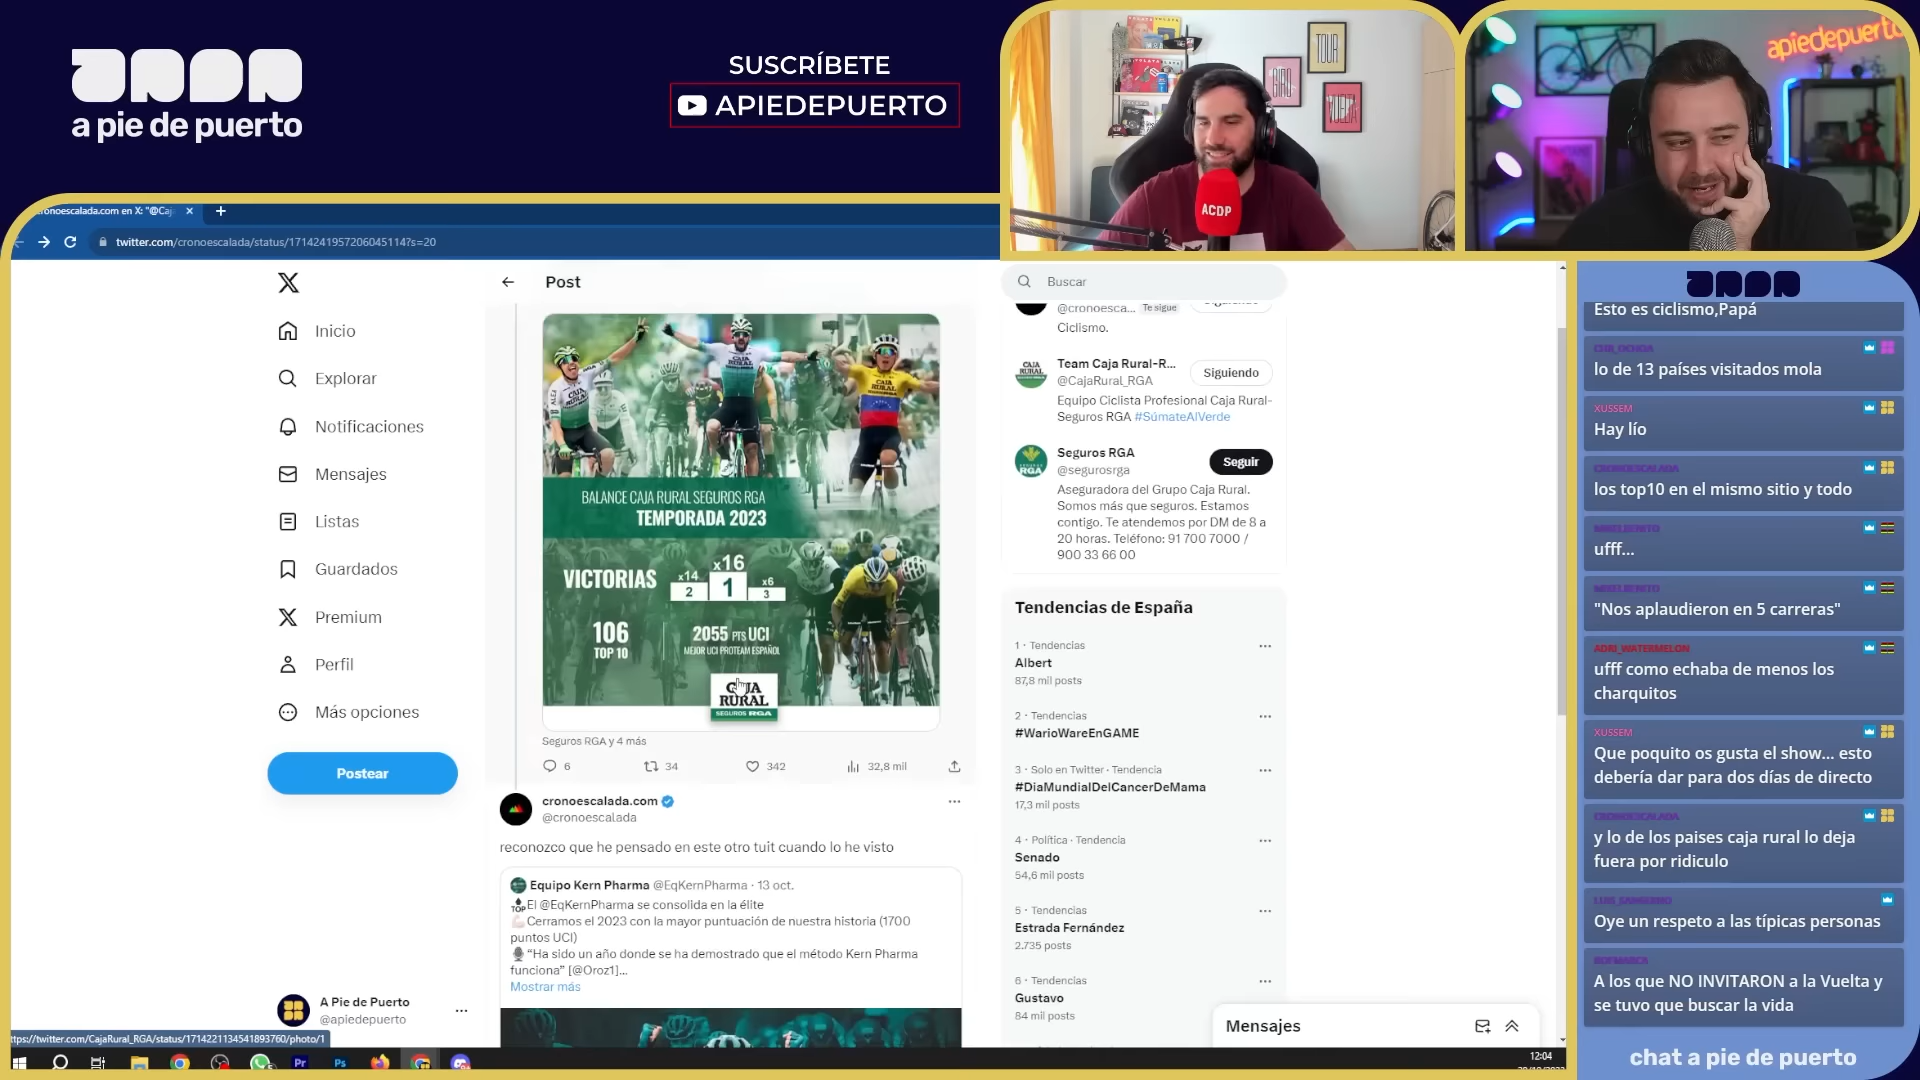 a pie de puerto
SUSCRÍBETE
APIEDEPUERTO
TOUR
GIRO
VUELTA
ACDP
apiedepuerto
cronoescalada.com en X: "@Caj
twitter.com/cronoescalada/status/1714241957206045114?s=20
Inicio
Explorar
Notificaciones
Mensajes
Listas
Guardados
Premium
Perfil
Más opciones
Postear
A Pie de Puerto
@apiedepuerto
Post
BALANCE CAJA RURAL SEGUROS RGA
TEMPORADA 2023
VICTORIAS
x14
x16
x6
2
1
3
106
TOP 10
2055 PTS UCI
MEJOR UCI PROTEAM ESPAÑOL
CAJA
RURAL
SEGUROS RGA
Seguros RGA y 4 más
6
34
342
32,8 mil
cronoescalada.com
@cronoescalada
reconozco que he pensado en este otro tuit cuando lo he visto
Equipo Kern Pharma @EqKernPharma · 13 oct.
El @EqKernPharma se consolida en la élite
Cerramos el 2023 con la mayor puntuación de nuestra historia (1700
puntos UCI)
"Ha sido un año donde se ha demostrado que el método Kern Pharma
funciona" [@Oroz1]...
Mostrar más
Buscar
@cronoesca... Te sigue
Siguiendo
Ciclismo.
Team Caja Rural-R...
@CajaRural_RGA
Siguiendo
Equipo Ciclista Profesional Caja Rural-
Seguros RGA #SúmateAlVerde
Seguros RGA
@segurosrga
Seguir
Aseguradora del Grupo Caja Rural.
Somos más que seguros. Estamos
contigo. Te atendemos por DM de 8 a
20 horas. Teléfono: 91 700 7000 /
900 33 66 00
Tendencias de España
1 · Tendencias
Albert
87,8 mil posts
2 · Tendencias
#WarioWareEnGAME
3 · Solo en Twitter · Tendencia
#DiaMundialDelCancerDeMama
17,3 mil posts
4 · Política · Tendencia
Senado
54,6 mil posts
5 · Tendencias
Estrada Fernández
2.735 posts
6 · Tendencias
Gustavo
84 mil posts
Mensajes
ttps://twitter.com/CajaRural_RGA/status/1714221134541893760/photo/1
12:04
Esto es ciclismo,Papá
lo de 13 países visitados mola
XUSSEM
Hay lío
CRONOESCALADA
los top10 en el mismo sitio y todo
ufff...
"Nos aplaudieron en 5 carreras"
ADRI_WATERMELON
ufff como echaba de menos los
charquitos
XUSSEM
Que poquito os gusta el show... esto
debería dar para dos días de directo
CRONOESCALADA
y lo de los paises caja rural lo deja
fuera por ridiculo
Oye un respeto a las típicas personas
A los que NO INVITARON a la Vuelta y
se tuvo que buscar la vida
chat a pie de puerto